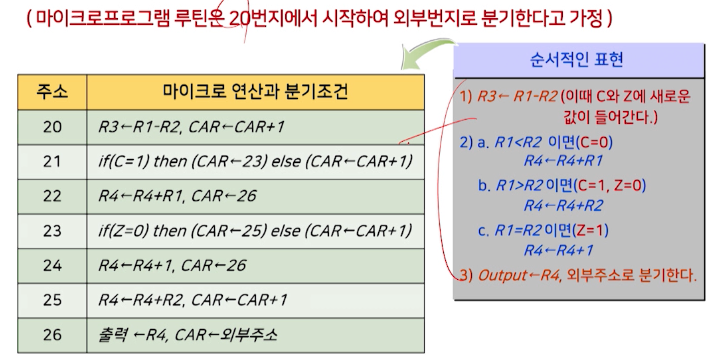 ( 마이크로프로그램 루틴은 20번지에서 시작하여 외부번지로 분기한다고 가정 )
주소 마이크로 연산과 분기조건
20 R3←R1-R2, CAR←CAR+1
21 if(C=1) then (CAR←23) else (CAR←CAR+1)
22 R4←R4+R1, CAR←26
23 if(Z=0) then (CAR←25) else (CAR←CAR+1)
24 R4←R4+1, CAR←26
25 R4←R4+R2, CAR←CAR+1
26 출력 ←R4, CAR←외부주소
순서적인 표현
1) R3← R1-R2 (이때 C와 Z에 새로운
값이 들어간다.)
2) a. R1<R2 이면(C=0)
R4←R4+R1
b. R1>R2이면(C=1, Z=0)
R4←R4+R2
c. R1=R2이면(Z=1)
R4←R4+1
3) Output←R4, 외부주소로 분기한다.